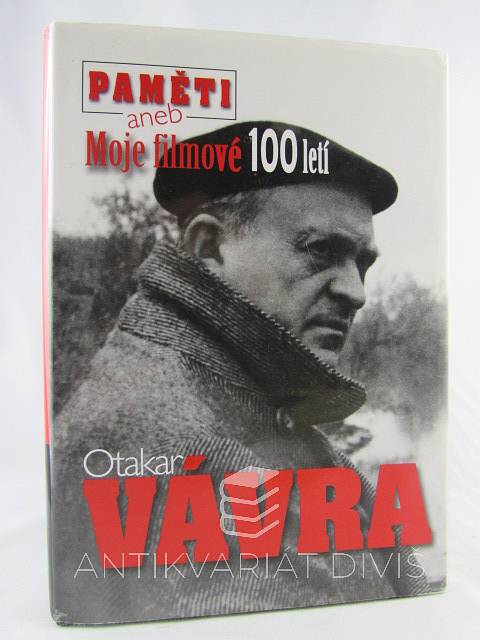 PAMĚTI
aneb
Moje filmové 100 letí
Otakar
VÁVRA
ANTIKVARIÁT DIVIŠ